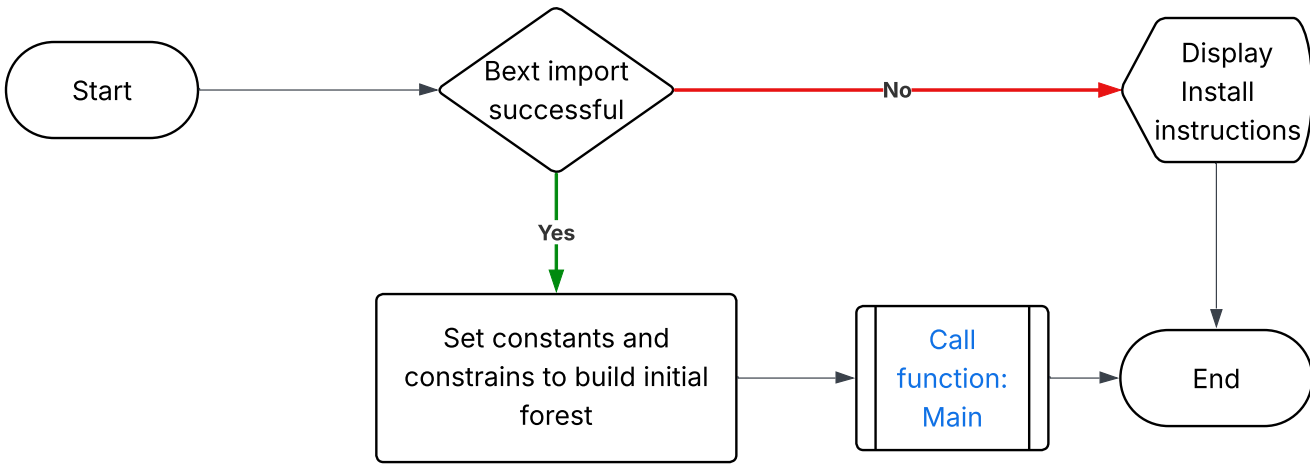 Start
Bext import
successful
No
Display
Install
instructions
Yes
Set constants and
constrains to build initial
forest
Call
function:
Main
End